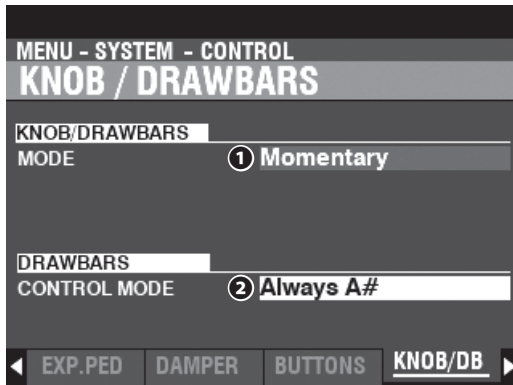 MENU - SYSTEM - CONTROL
KNOB / DRAWBARS
KNOB/DRAWBARS
MODE ① Momentary
DRAWBARS
CONTROL MODE ② Always A#
◀ EXP.PED DAMPER BUTTONS KNOB/DB ▶